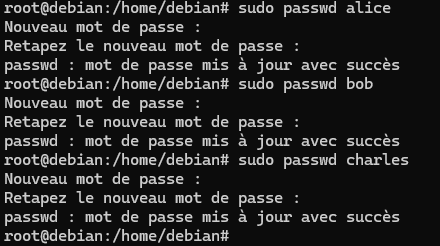 root@debian:/home/debian# sudo passwd alice
Nouveau mot de passe :
Retapez le nouveau mot de passe :
passwd : mot de passe mis à jour avec succès
root@debian:/home/debian# sudo passwd bob
Nouveau mot de passe :
Retapez le nouveau mot de passe :
passwd : mot de passe mis à jour avec succès
root@debian:/home/debian# sudo passwd charles
Nouveau mot de passe :
Retapez le nouveau mot de passe :
passwd : mot de passe mis à jour avec succès
root@debian:/home/debian#